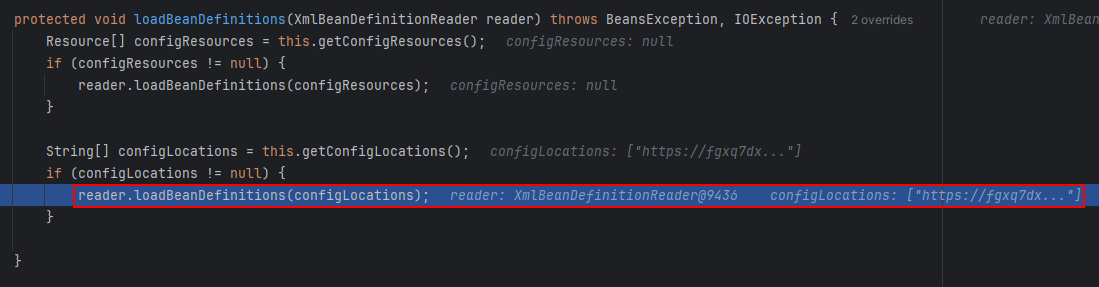 protected void loadBeanDefinitions(XmlBeanDefinitionReader reader) throws BeansException, IOException { 2 overrides reader: XmlBean
Resource[] configResources = this.getConfigResources(); configResources: null
if (configResources != null) {
reader.loadBeanDefinitions(configResources); configResources: null
}
String[] configLocations = this.getConfigLocations(); configLocations: ["https://fgxq7dx..."]
if (configLocations != null) {
reader.loadBeanDefinitions(configLocations); reader: XmlBeanDefinitionReader@9436 configLocations: ["https://fgxq7dx..."]
}
}